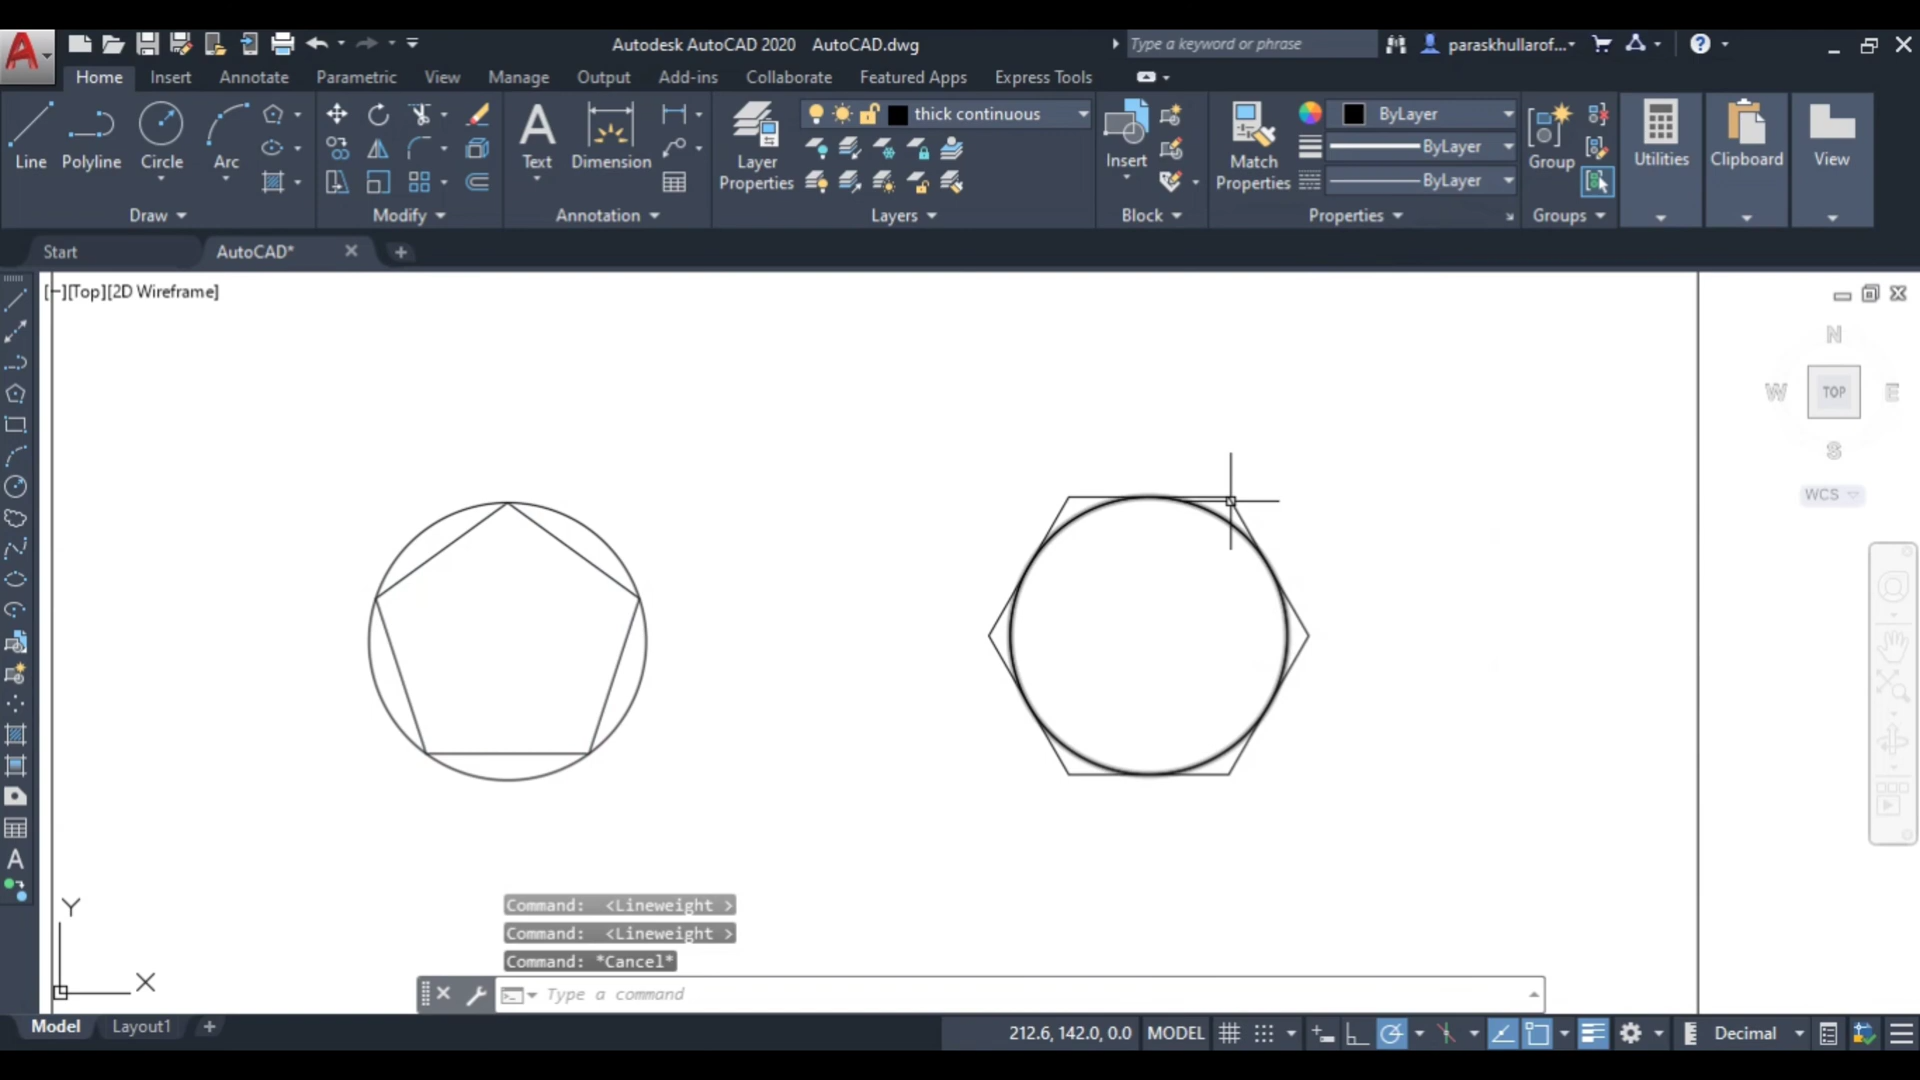 Autodesk AutoCAD 2020 AutoCAD.dwg
Type a keyword or phrase
paraskhullarof...
Home Insert Annotate Parametric View Manage Output Add-ins Collaborate Featured Apps Express Tools
Line
Polyline
Circle
Arc
Draw
Modify
A
Text
Dimension
Annotation
Layer
Properties
thick continuous
Layers
Insert
Block
Match
Properties
ByLayer
ByLayer
ByLayer
Properties
Group
Groups
Utilities
Clipboard
View
Start
AutoCAD*
[−][Top][2D Wireframe]
N
W
TOP
E
S
WCS
A
Y
X
Command: <Lineweight >
Command: <Lineweight >
Command: *Cancel*
Type a command
Model
Layout1
212.6, 142.0, 0.0
MODEL
Decimal